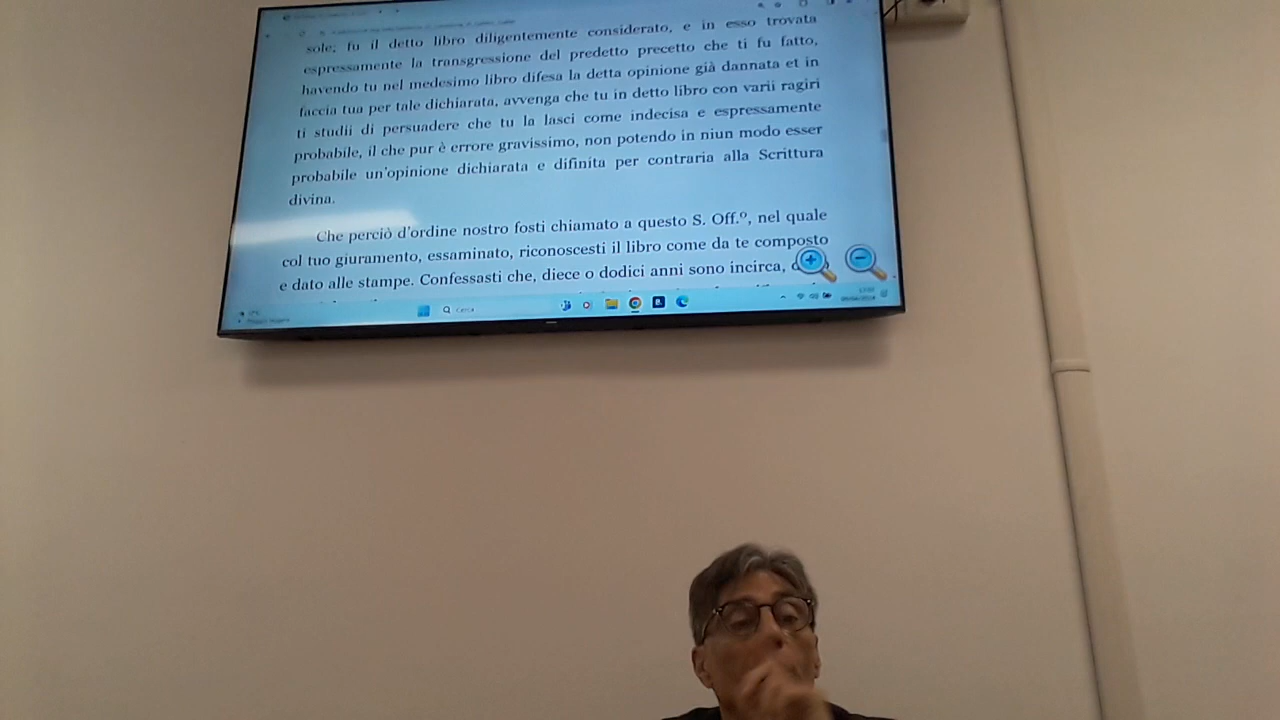 sole; fu il detto libro diligentemente considerato, e in esso trovata
espressamente la transgressione del predetto precetto che ti fu fatto,
havendo tu nel medesimo libro difesa la detta opinione già dannata et in
faccia tua per tale dichiarata, avvenga che tu in detto libro con varii ragiri
ti studii di persuadere che tu la lasci come indecisa e espressamente
probabile, il che pur è errore gravissimo, non potendo in niun modo esser
probabile un'opinione dichiarata e difinita per contraria alla Scrittura
divina.
Che perciò d'ordine nostro fosti chiamato a questo S. Off.º, nel quale
col tuo giuramento, essaminato, riconoscesti il libro come da te composto
e dato alle stampe. Confessasti che, diece o dodici anni sono incirca,
Cerca